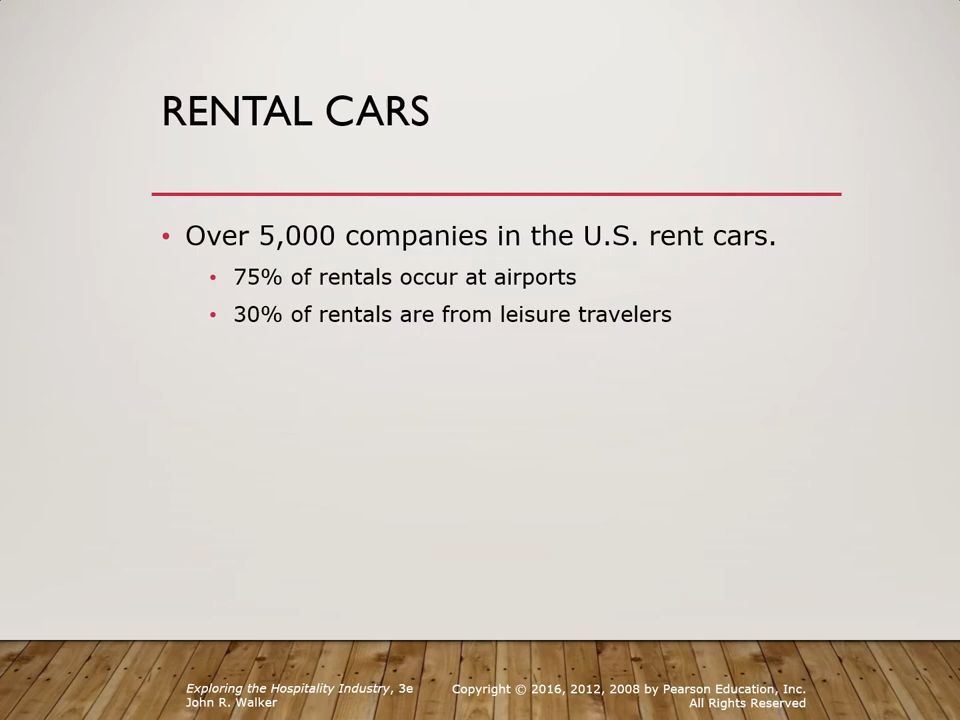 RENTAL CARS
• Over 5,000 companies in the U.S. rent cars.
• 75% of rentals occur at airports
• 30% of rentals are from leisure travelers
Exploring the Hospitality Industry, 3e
John R. Walker
Copyright © 2016, 2012, 2008 by Pearson Education, Inc.
All Rights Reserved